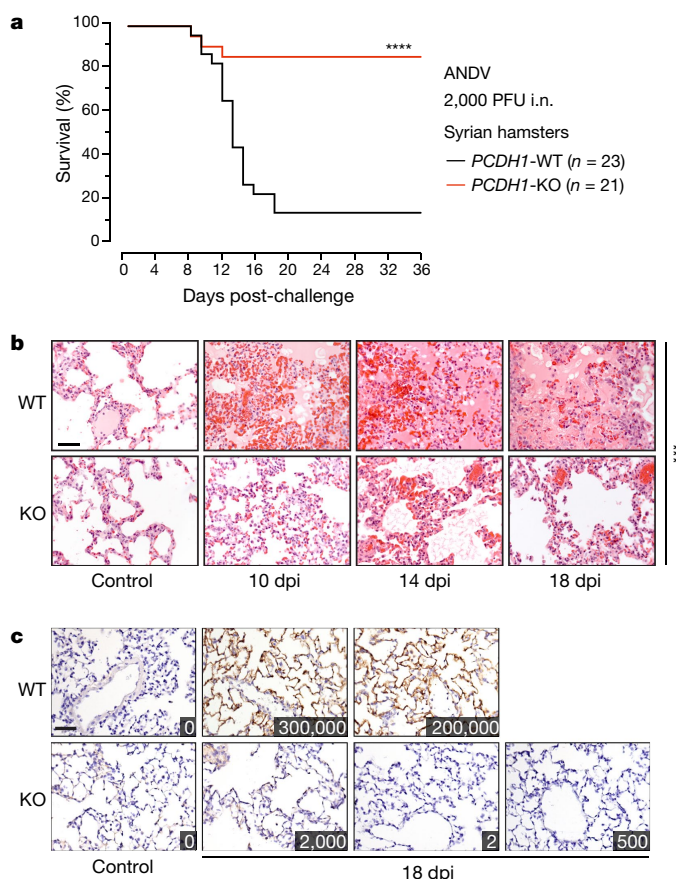 a
100
80
60
40
20
0
Survival (%)
****
0 4 8 12 16 20 24 28 32 36
Days post-challenge
ANDV
2,000 PFU i.n.
Syrian hamsters
PCDH1-WT (n = 23)
PCDH1-KO (n = 21)
b
WT
KO
***
Control 10 dpi 14 dpi 18 dpi
c
WT
0 300,000 200,000
KO
0 2,000 2 500
Control 18 dpi